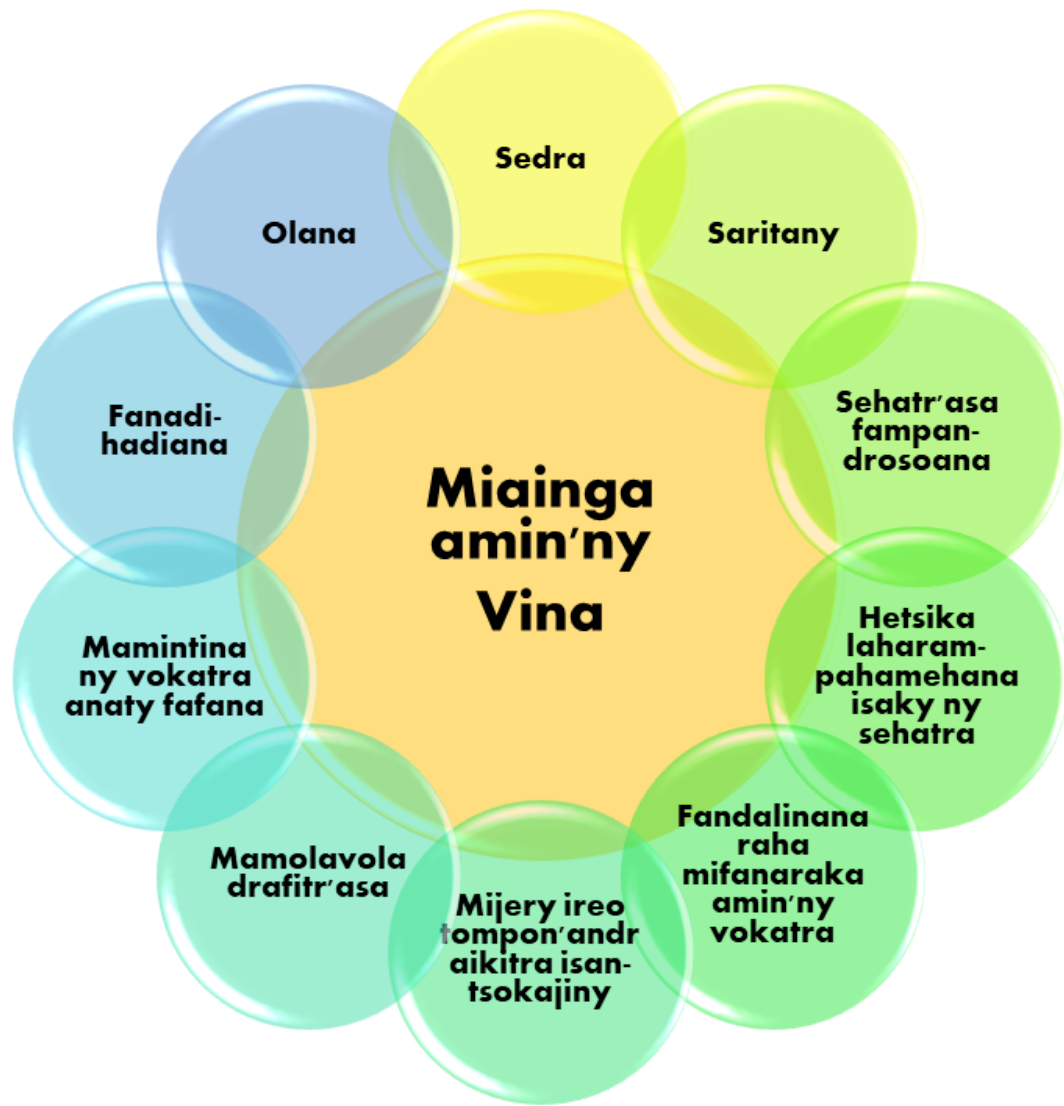 Sedra
Saritany
Sehatr'asa
fampan-
drosoana
Hetsika
laharam-
pahamehana
isaky ny
sehatra
Fandalinana
raha
mifanaraka
amin'ny
vokatra
Mijery ireo
tompon'andr
aikitra isan-
tsokajiny
Mamolavola
drafitr'asa
Mamintina
ny vokatra
anaty fafana
Fanadi-
hadiana
Olana
Miainga
amin'ny
Vina